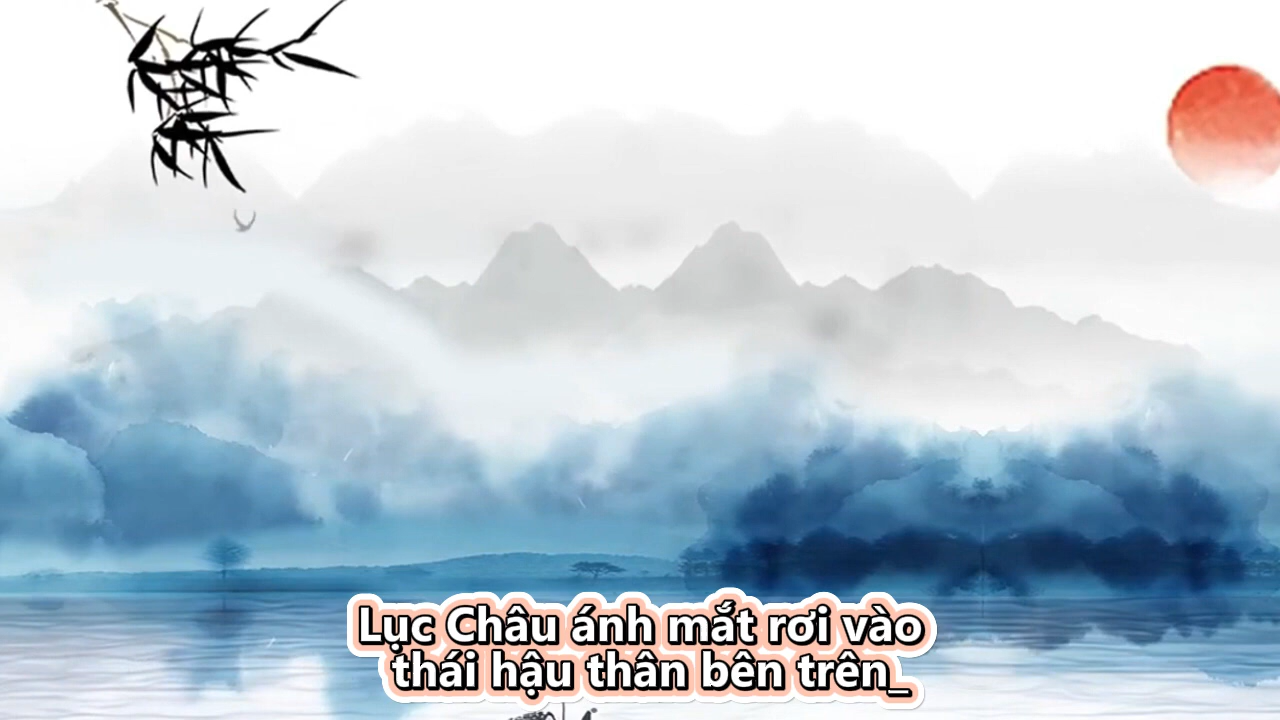 Lục Châu ánh mắt rơi vào
thái hậu thân bên trên_